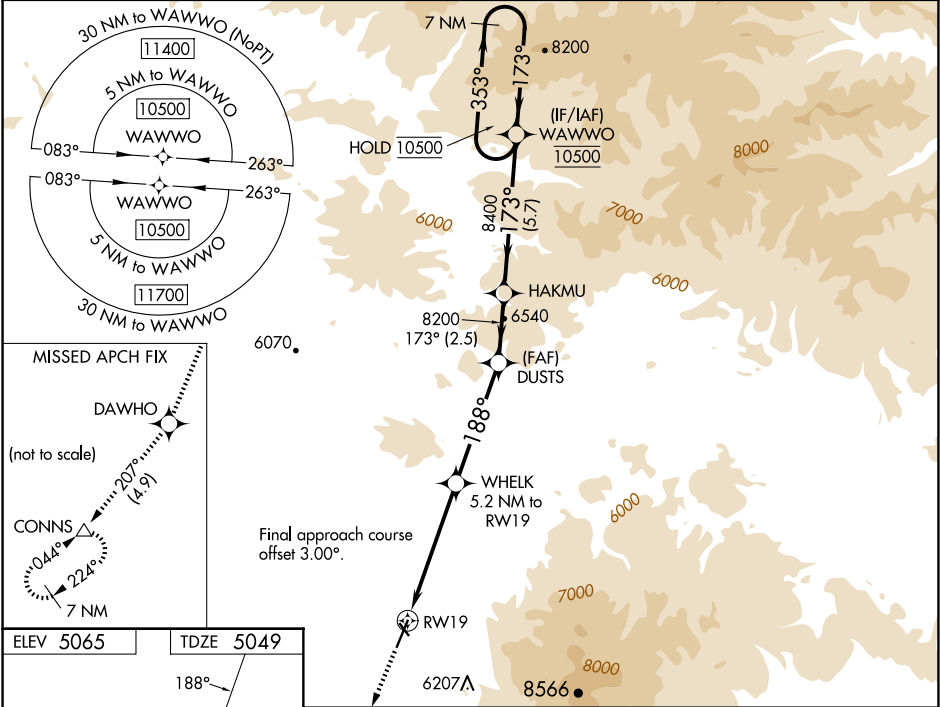 30 NM to WAWWO (NoPT)
11400
5 NM to WAWWO
10500
WAWWO
083°
263°
083°
263°
WAWWO
10500
5 NM to WAWWO
11700
30 NM to WAWWO
7 NM
353°
173°
8200
(IF/IAF)
WAWWO
10500
HOLD 10500
8000
6000
7000
8400
173°
(5.7)
6000
HAKMU
8200
6540
173° (2.5)
6070
(FAF)
DUSTS
188°
WHELK
5.2 NM to
RW19
6000
Final approach course
offset 3.00°.
7000
RW19
8000
6207
8566
MISSED APCH FIX
DAWHO
(not to scale)
207°
(4.9)
CONNS
044°
224°
7 NM
ELEV 5065
TDZE 5049
188°